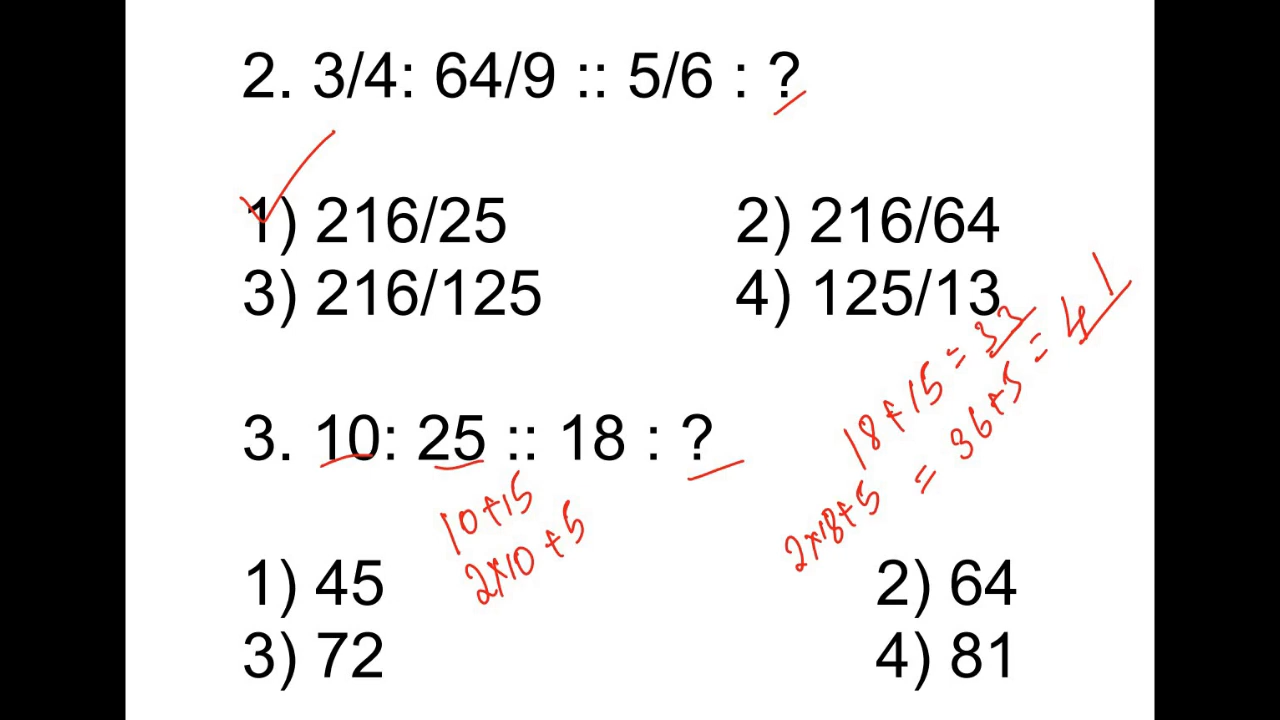 2. 3/4: 64/9 :: 5/6 : ?
1) 216/25 2) 216/64
3) 216/125 4) 125/13
18+15 = 33
3. 10: 25 :: 18 : ?
10+15
2×10+5
2×18+5 = 36+5 = 41
1) 45 2) 64
3) 72 4) 81